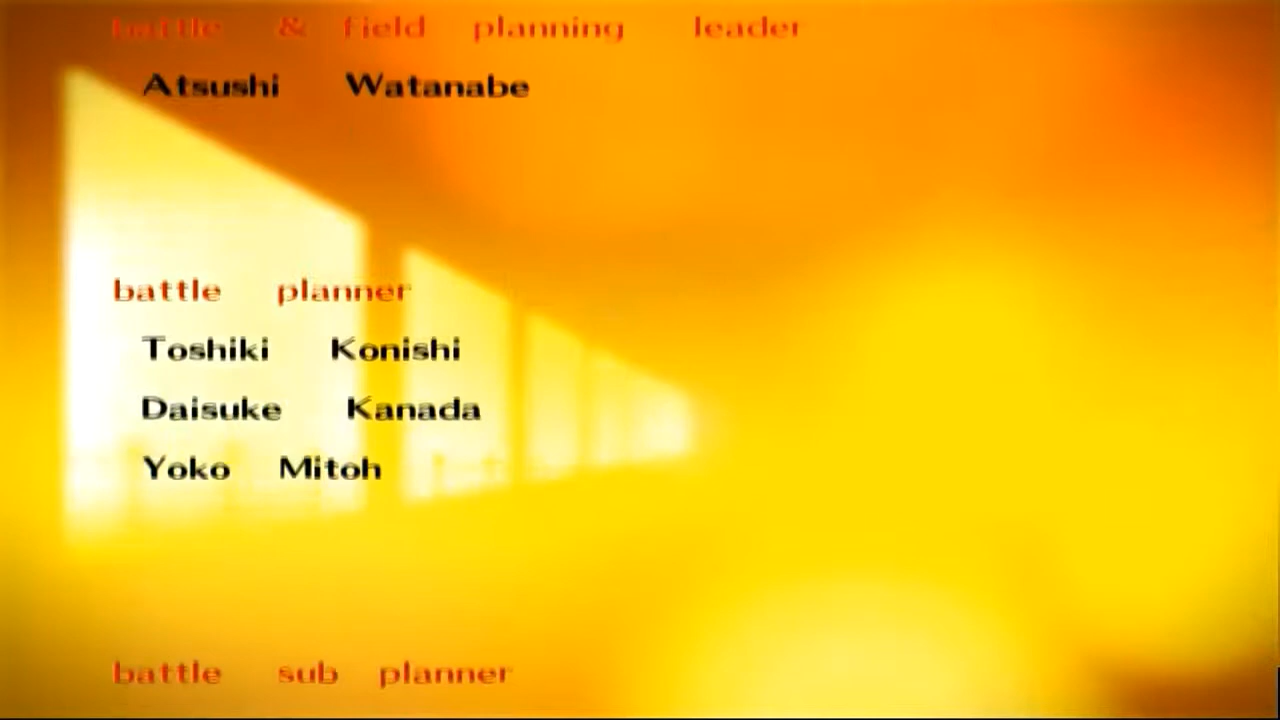 battle & field planning leader
Atsushi Watanabe
battle planner
Toshiki Konishi
Daisuke Kanada
Yoko Mitoh
battle sub planner